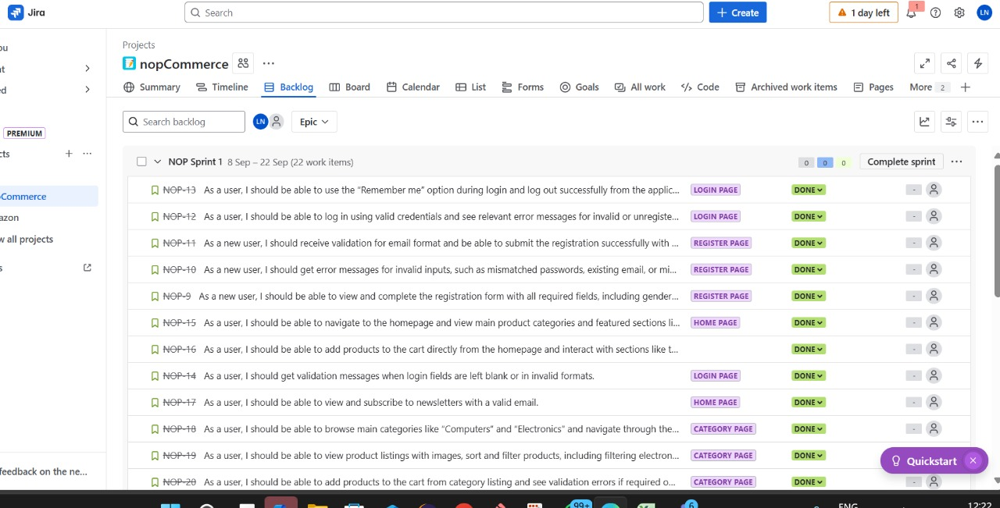 Jira
Search
Create
1 day left
1
LN
Projects
nopCommerce
Summary
Timeline
Backlog
Board
Calendar
List
Forms
Goals
All work
Code
Archived work items
Pages
More 2
PREMIUM
Commerce
all projects
feedback on the ne...
Search backlog
LN
Epic
NOP Sprint 1 8 Sep – 22 Sep (22 work items)
0 0 0
Complete sprint
NOP-13 As a user, I should be able to use the “Remember me” option during login and log out successfully from the applic... LOGIN PAGE DONE -
NOP-12 As a user, I should be able to log in using valid credentials and see relevant error messages for invalid or unregiste... LOGIN PAGE DONE -
NOP-11 As a new user, I should receive validation for email format and be able to submit the registration successfully with ... REGISTER PAGE DONE -
NOP-10 As a new user, I should get error messages for invalid inputs, such as mismatched passwords, existing email, or mi... REGISTER PAGE DONE -
NOP-9 As a new user, I should be able to view and complete the registration form with all required fields, including gender... REGISTER PAGE DONE -
NOP-15 As a user, I should be able to navigate to the homepage and view main product categories and featured sections li... HOME PAGE DONE -
NOP-16 As a user, I should be able to add products to the cart directly from the homepage and interact with sections like t... DONE -
NOP-14 As a user, I should get validation messages when login fields are left blank or in invalid formats. LOGIN PAGE DONE -
NOP-17 As a user, I should be able to view and subscribe to newsletters with a valid email. HOME PAGE DONE -
NOP-18 As a user, I should be able to browse main categories like “Computers” and “Electronics” and navigate through the... CATEGORY PAGE DONE -
NOP-19 As a user, I should be able to view product listings with images, sort and filter products, including filtering electron... CATEGORY PAGE DONE
NOP-20 As a user, I should be able to add products to the cart from category listing and see validation errors if required o... CATEGORY PAGE DONE -
Quickstart
99+
6
ENG
12:22